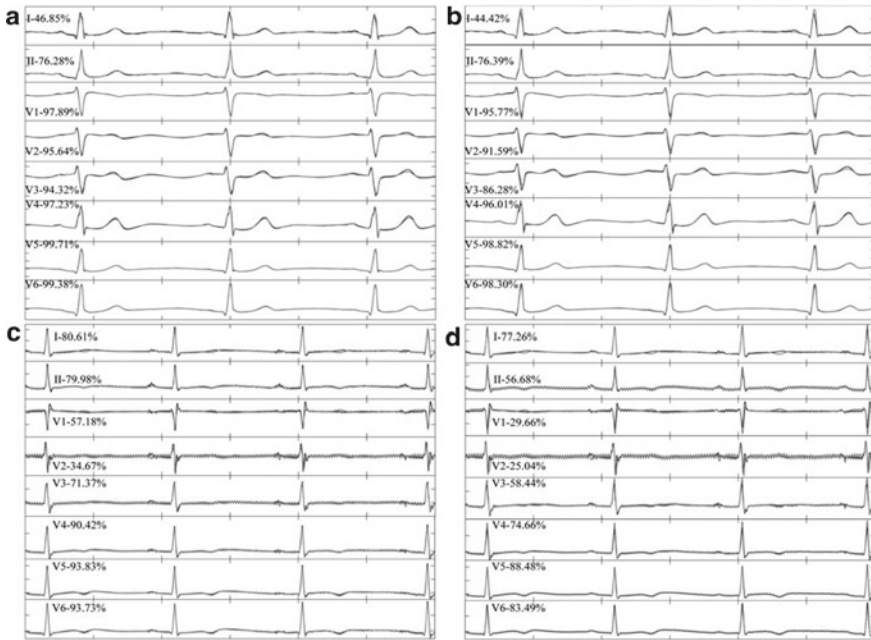 a
I-46.85%
II-76.28%
V1-97.89%
V2-95.64%
V3-94.32%
V4-97.23%
V5-99.71%
V6-99.38%
b
I-44.42%
II-76.39%
V1-95.77%
V2-91.59%
V3-86.28%
V4-96.01%
V5-98.82%
V6-98.30%
c
I-80.61%
II-79.98%
V1-57.18%
V2-34.67%
V3-71.37%
V4-90.42%
V5-93.83%
V6-93.73%
d
I-77.26%
II-56.68%
V1-29.66%
V2-25.04%
V3-58.44%
V4-74.66%
V5-88.48%
V6-83.49%